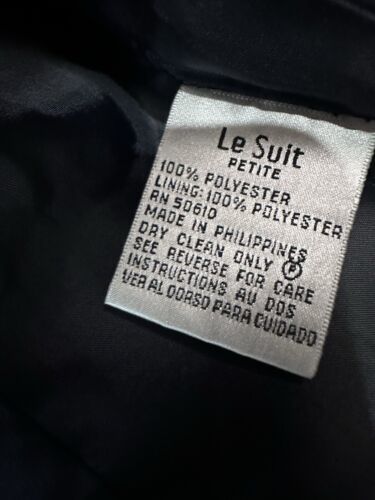 Le Suit
PETITE
100% POLYESTER
LINING: 100% POLYESTER
RN 50610
MADE IN PHILIPPINES
DRY CLEAN ONLY Ⓟ
SEE REVERSE FOR CARE
INSTRUCTIONS AU DOS
VER AL DORSO PARA CUIDADO